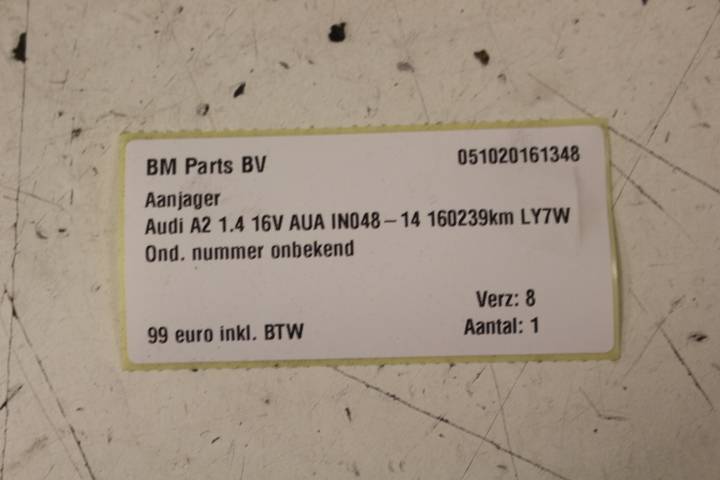 BM Parts BV 051020161348
Aanjager
Audi A2 1.4 16V AUA IN048-14 160239km LY7W
Ond. nummer onbekend
Verz: 8
99 euro inkl. BTW Aantal: 1